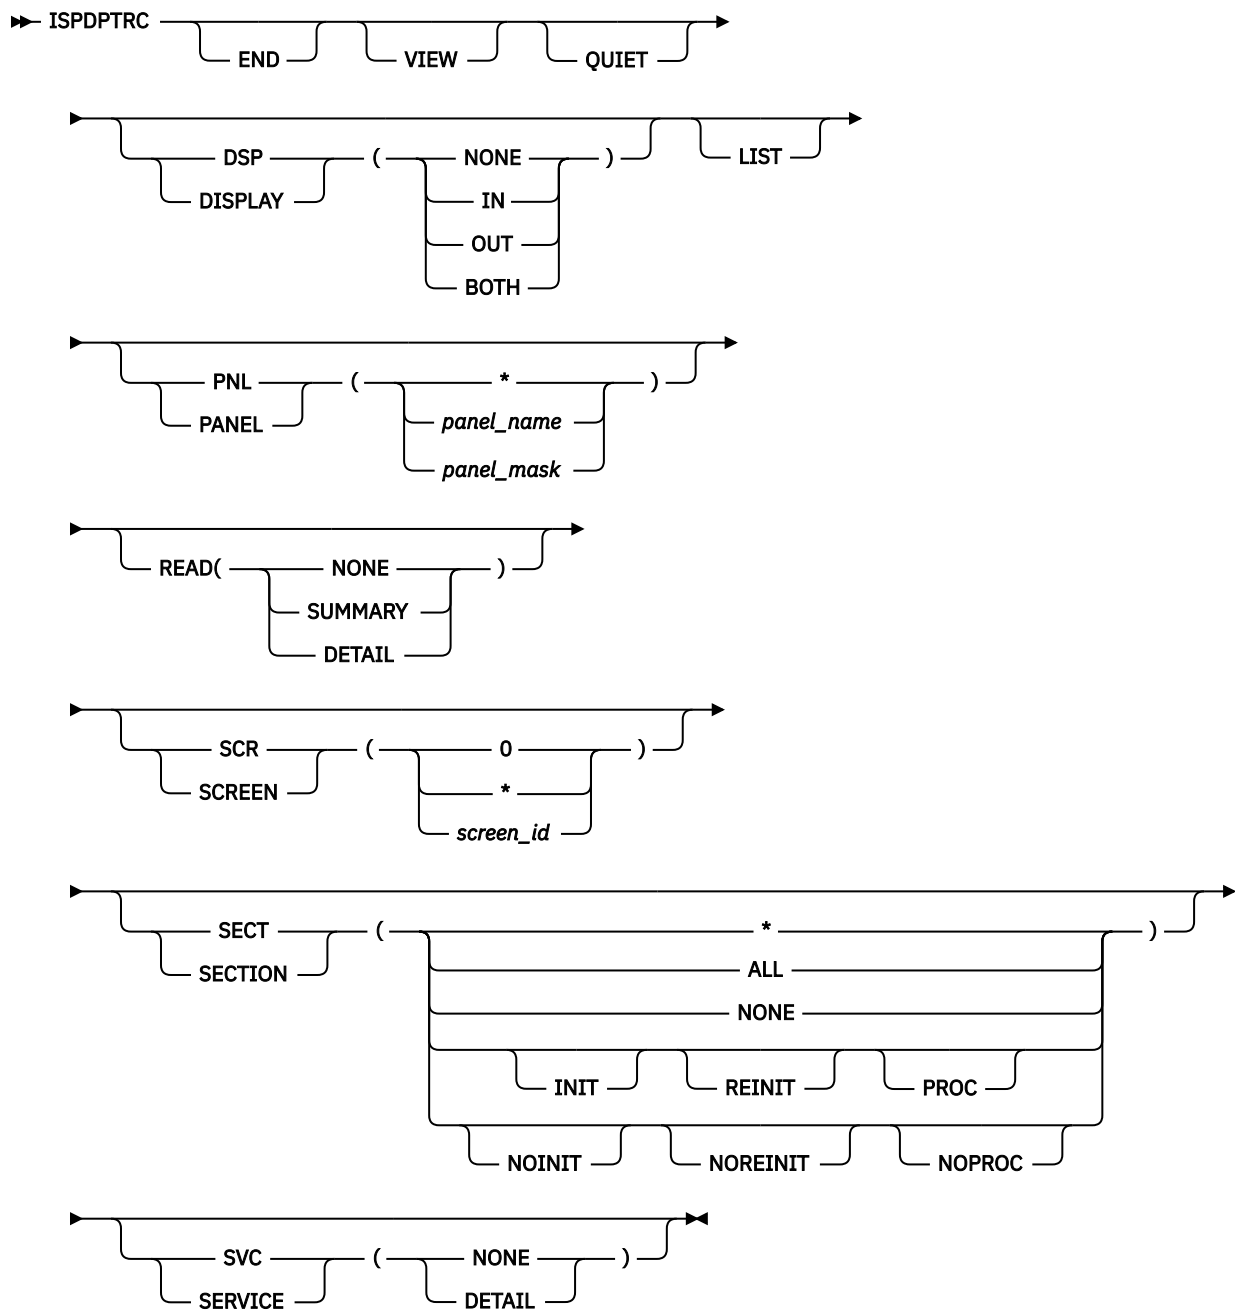 ISPDPTRC
END VIEW QUIET
DSP ( NONE ) LIST
DISPLAY IN
OUT
BOTH
PNL ( * )
PANEL panel_name
panel_mask
READ( NONE )
SUMMARY
DETAIL
SCR ( 0 )
SCREEN *
screen_id
SECT ( * )
SECTION ALL
NONE
INIT REINIT PROC
NOINIT NOREINIT NOPROC
SVC ( NONE )
SERVICE DETAIL